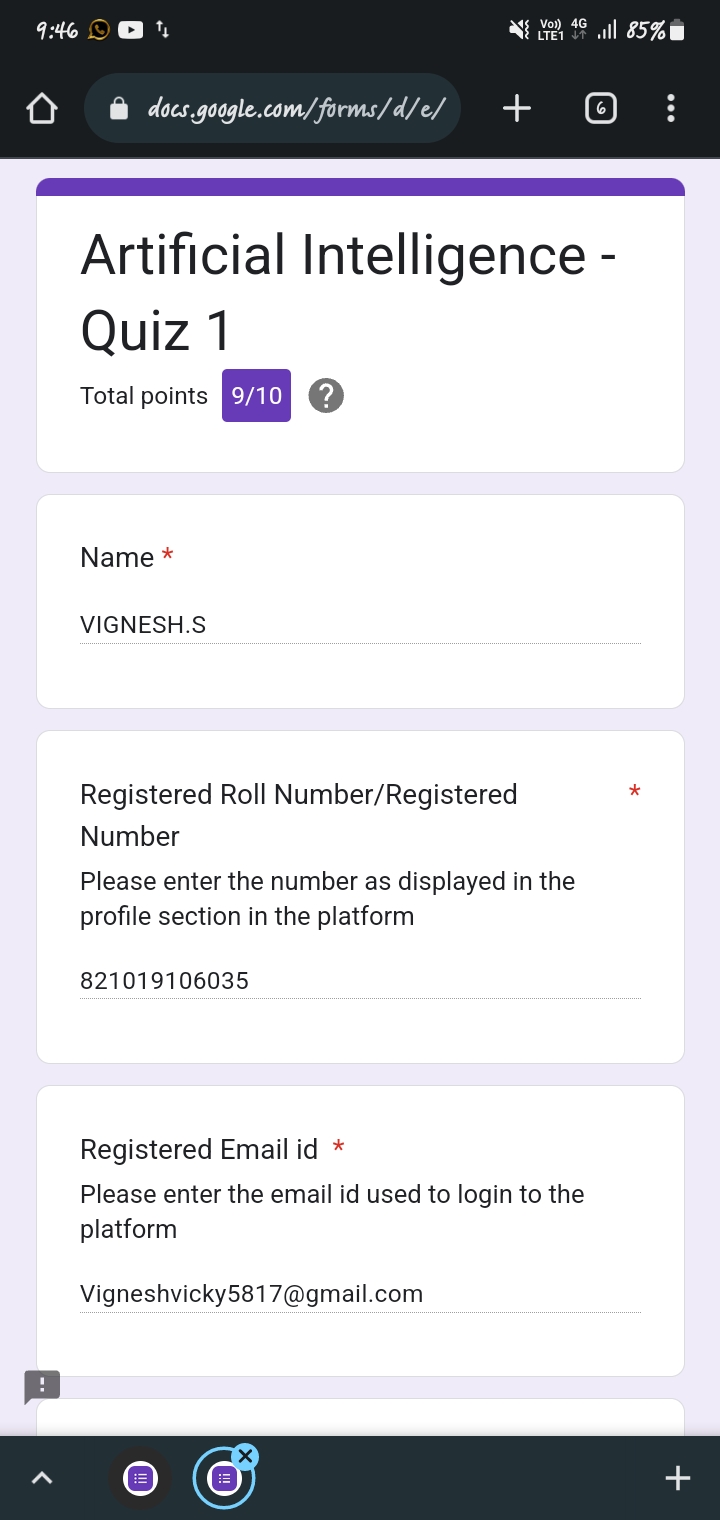 9:46
Vo)) 4G
LTE1
85%
docs.google.com/forms/d/e/
6
Artificial Intelligence -
Quiz 1
Total points 9/10 ?
Name *
VIGNESH.S
Registered Roll Number/Registered *
Number
Please enter the number as displayed in the
profile section in the platform
821019106035
Registered Email id *
Please enter the email id used to login to the
platform
Vigneshvicky5817@gmail.com